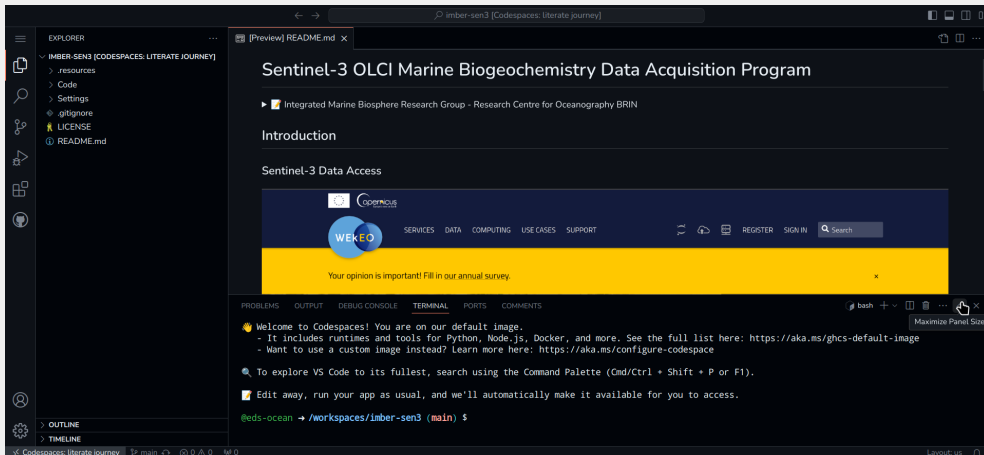 imber-sen3 [Codespaces: literate journey]
EXPLORER
[Preview] README.md
IMBER-SEN3 [CODESPACES: LITERATE JOURNEY]
.resources
Code
Settings
.gitignore
LICENSE
README.md
Sentinel-3 OLCI Marine Biogeochemistry Data Acquisition Program
Integrated Marine Biosphere Research Group - Research Centre for Oceanography BRIN
Introduction
Sentinel-3 Data Access
Copernicus
WEKEO
SERVICES DATA COMPUTING USE CASES SUPPORT
REGISTER SIGN IN Search
Your opinion is important! Fill in our annual survey.
PROBLEMS OUTPUT DEBUG CONSOLE TERMINAL PORTS COMMENTS
bash
Maximize Panel Size
👋 Welcome to Codespaces! You are on our default image.
- It includes runtimes and tools for Python, Node.js, Docker, and more. See the full list here: https://aka.ms/ghcs-default-image
- Want to use a custom image instead? Learn more here: https://aka.ms/configure-codespace
🔍 To explore VS Code to its fullest, search using the Command Palette (Cmd/Ctrl + Shift + P or F1).
📝 Edit away, run your app as usual, and we'll automatically make it available for you to access.
@eds-ocean → /workspaces/imber-sen3 (main) $
OUTLINE
TIMELINE
Codespaces: literate journey main 0 0 0
Layout: us